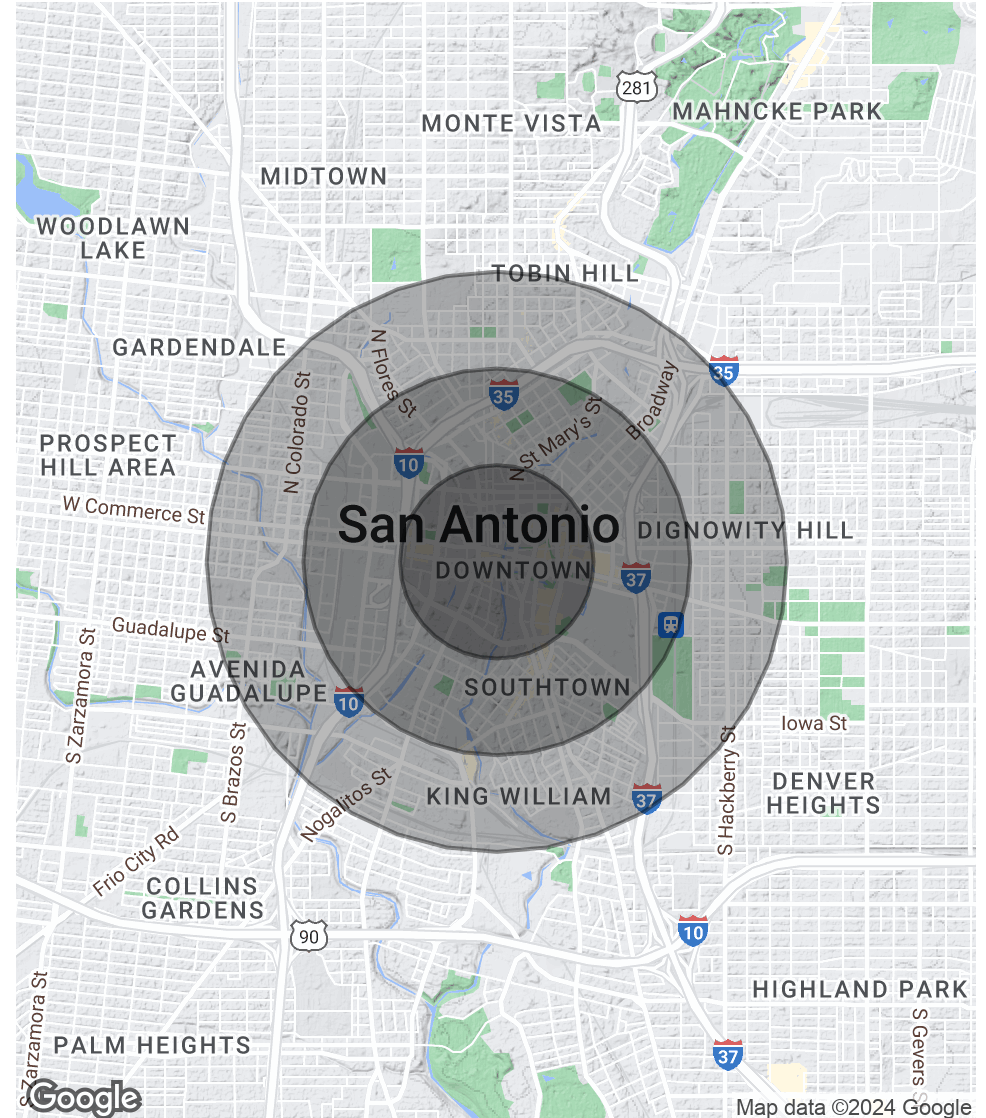 281
MAHNCKE PARK
MONTE VISTA
MIDTOWN
WOODLAWN
LAKE
TOBIN HILL
GARDENDALE
N Flores St
35
35
N Colorado St
Broadway
N St Mary's St
PROSPECT
HILL AREA
10
W Commerce St
San Antonio
DIGNOWITY HILL
DOWNTOWN
37
Guadalupe St
S Zarzamora St
AVENIDA
GUADALUPE
SOUTHTOWN
10
Iowa St
S Brazos St
S Hackberry St
DENVER
HEIGHTS
KING WILLIAM
37
Nogalitos St
Frio City Rd
COLLINS
GARDENS
90
10
HIGHLAND PARK
S Zarzamora St
S Gevers S
PALM HEIGHTS
37
Google
Map data ©2024 Google